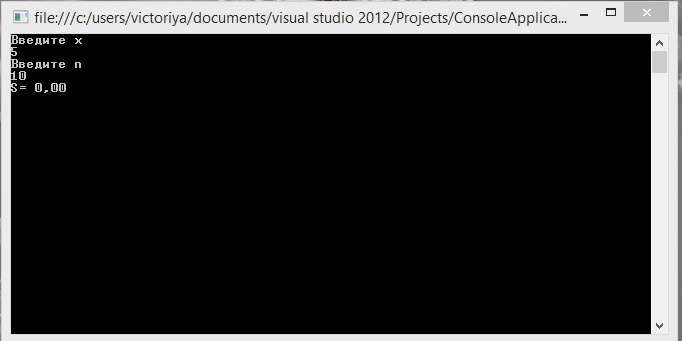 file:///c:/users/victoriya/documents/visual studio 2012/Projects/ConsoleApplica...
Введите x
5
Введите n
10
S= 0,00